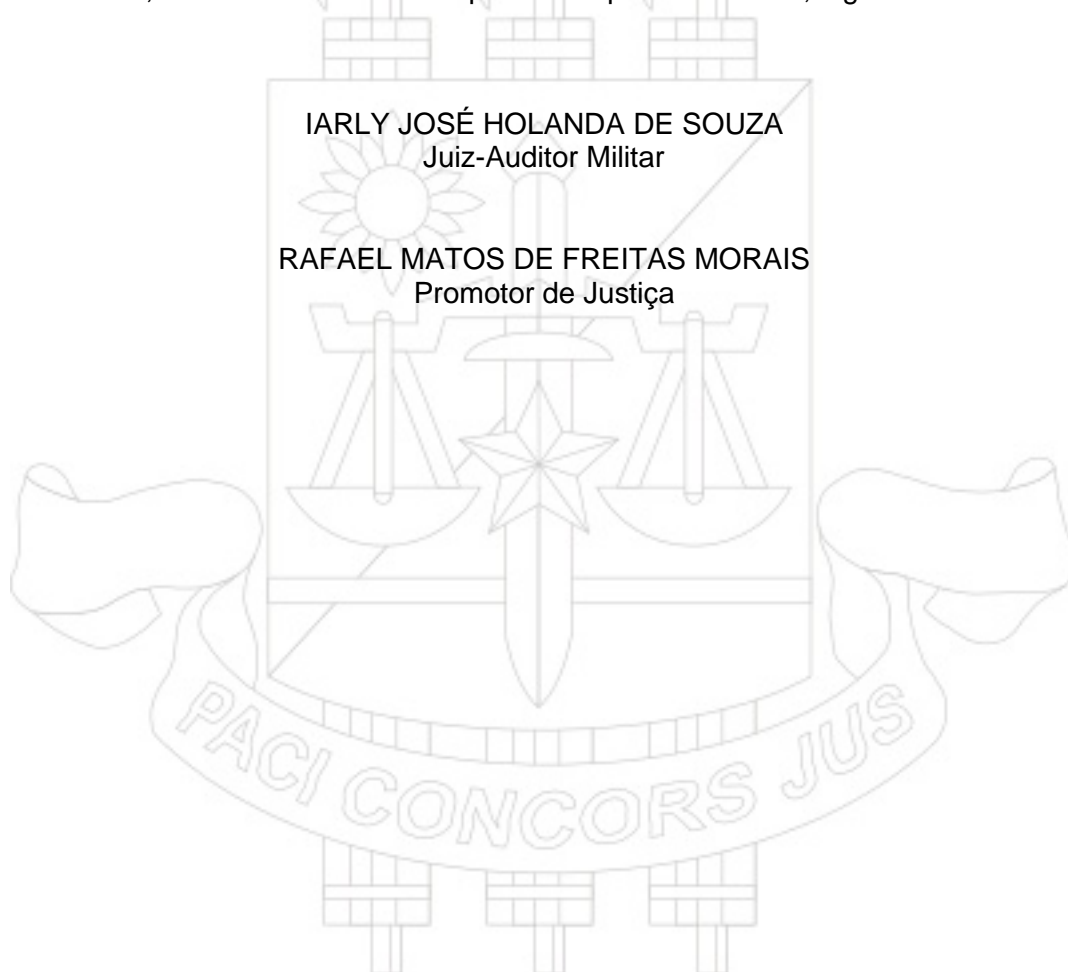 IARLY JOSÉ HOLANDA DE SOUZA
Juiz-Auditor Militar
RAFAEL MATOS DE FREITAS MORAIS
Promotor de Justiça
PACI CONCORS JUS